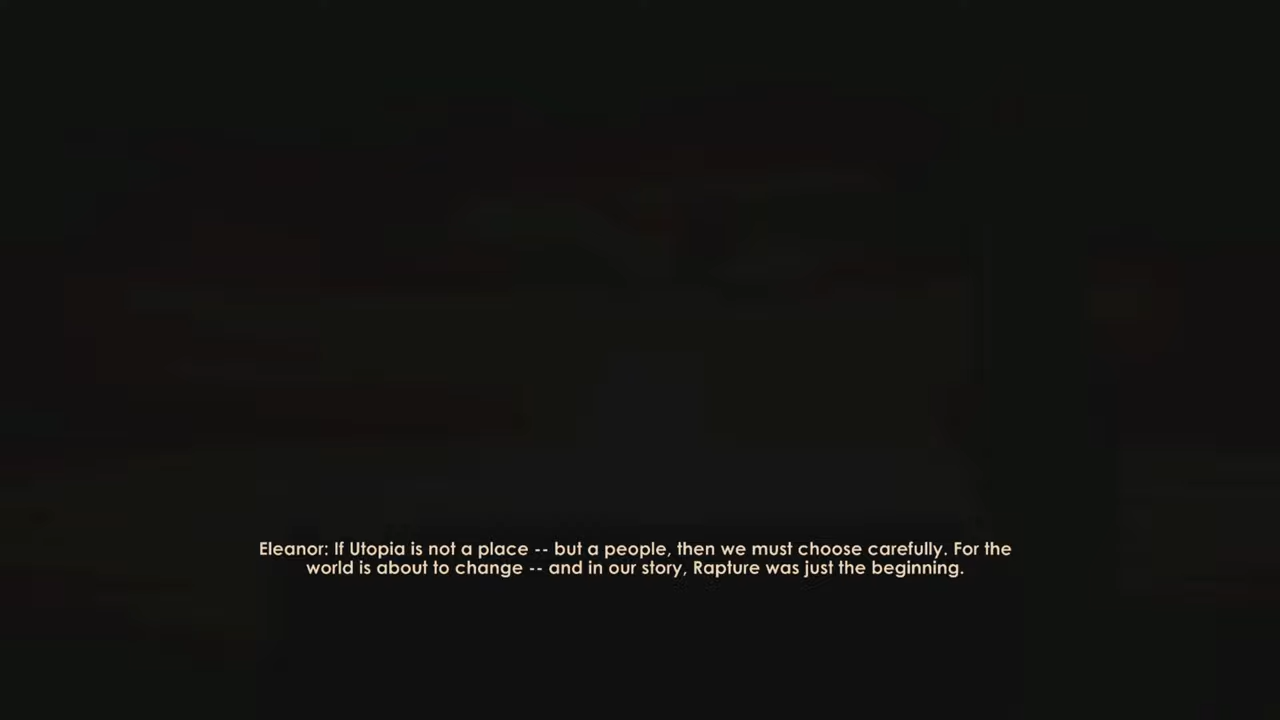 Eleanor: If Utopia is not a place -- but a people, then we must choose carefully. For the
world is about to change -- and in our story, Rapture was just the beginning.